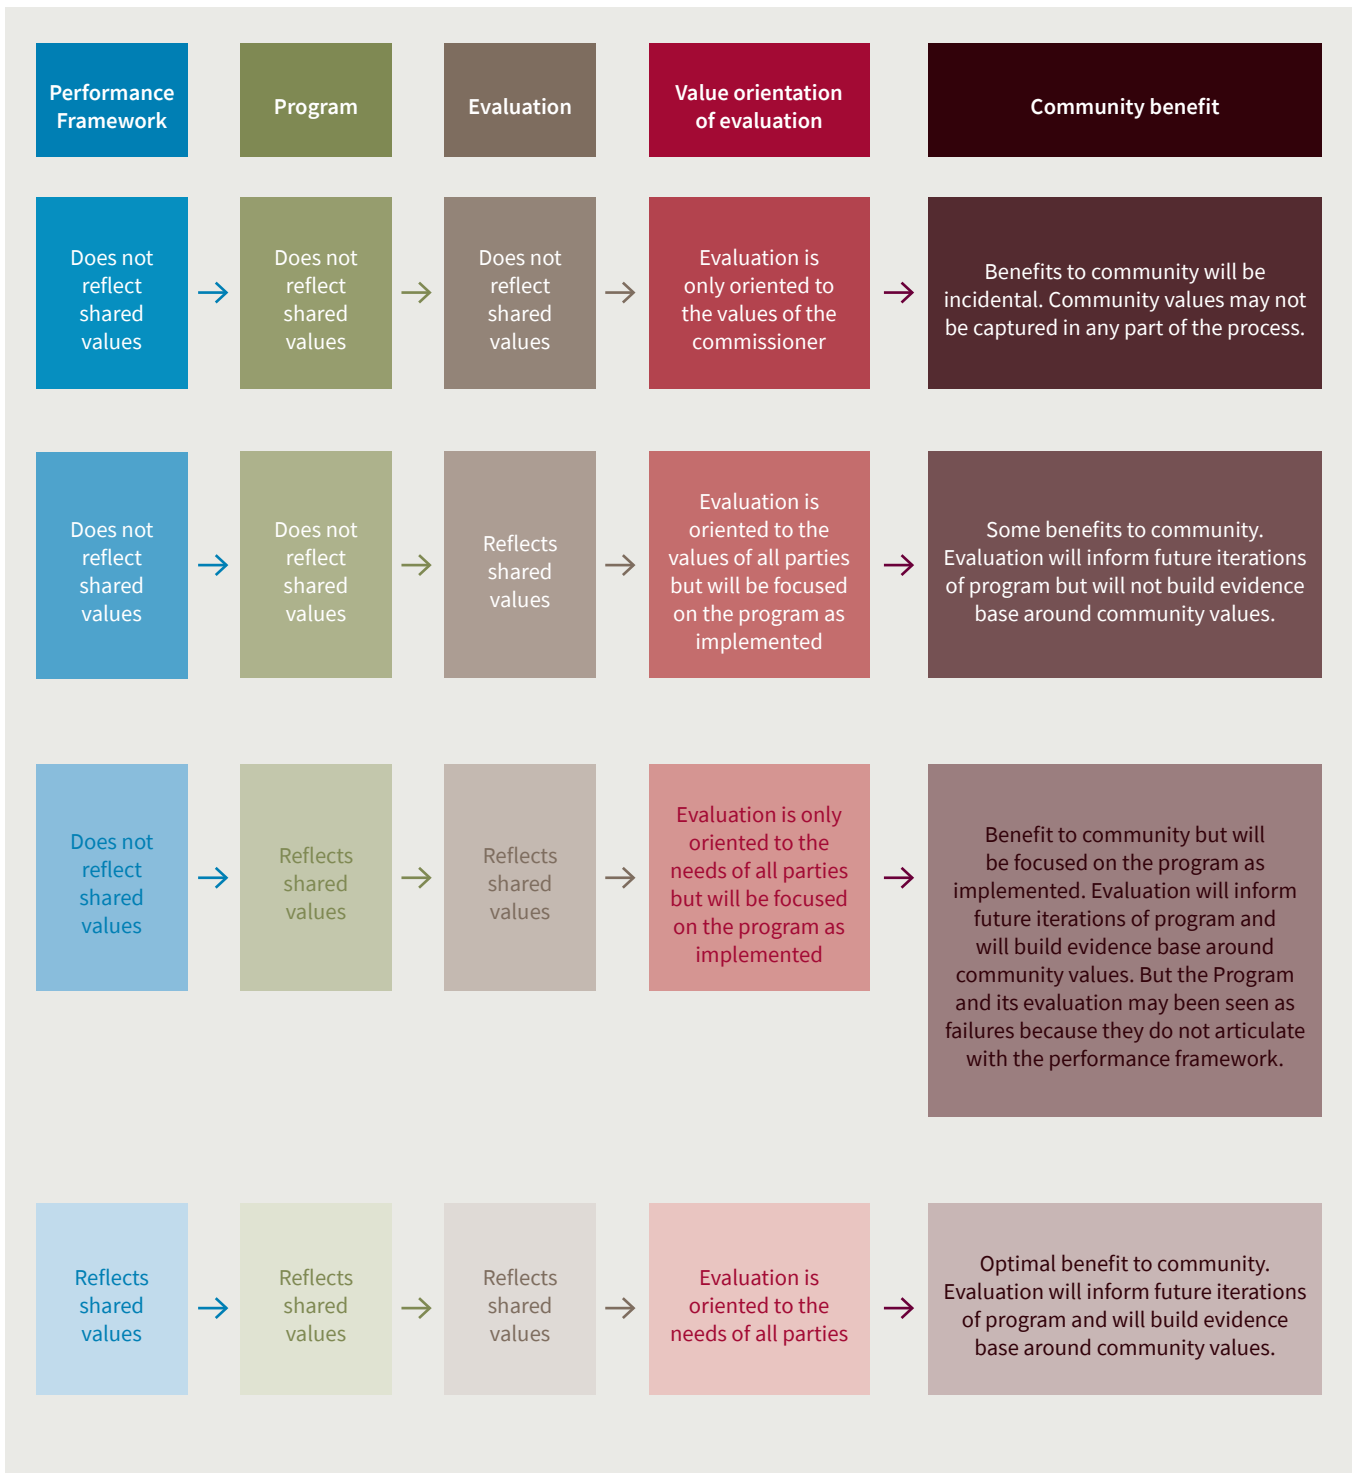 Performance
Framework
Program
Evaluation
Value orientation
of evaluation
Community benefit
Does not
reflect
shared
values
Does not
reflect
shared
values
Does not
reflect
shared
values
Evaluation is
only oriented to
the values of the
commissioner
Benefits to community will be
incidental. Community values may not
be captured in any part of the process.
Does not
reflect
shared
values
Does not
reflect
shared
values
Reflects
shared
values
Evaluation is
oriented to the
values of all parties
but will be focused
on the program as
implemented
Some benefits to community.
Evaluation will inform future iterations
of program but will not build evidence
base around community values.
Does not
reflect
shared
values
Reflects
shared
values
Reflects
shared
values
Evaluation is only
oriented to the
needs of all parties
but will be focused
on the program as
implemented
Benefit to community but will
be focused on the program as
implemented. Evaluation will inform
future iterations of program and
will build evidence base around
community values. But the Program
and its evaluation may been seen as
failures because they do not articulate
with the performance framework.
Reflects
shared
values
Reflects
shared
values
Reflects
shared
values
Evaluation is
oriented to the
needs of all parties
Optimal benefit to community.
Evaluation will inform future iterations
of program and will build evidence
base around community values.